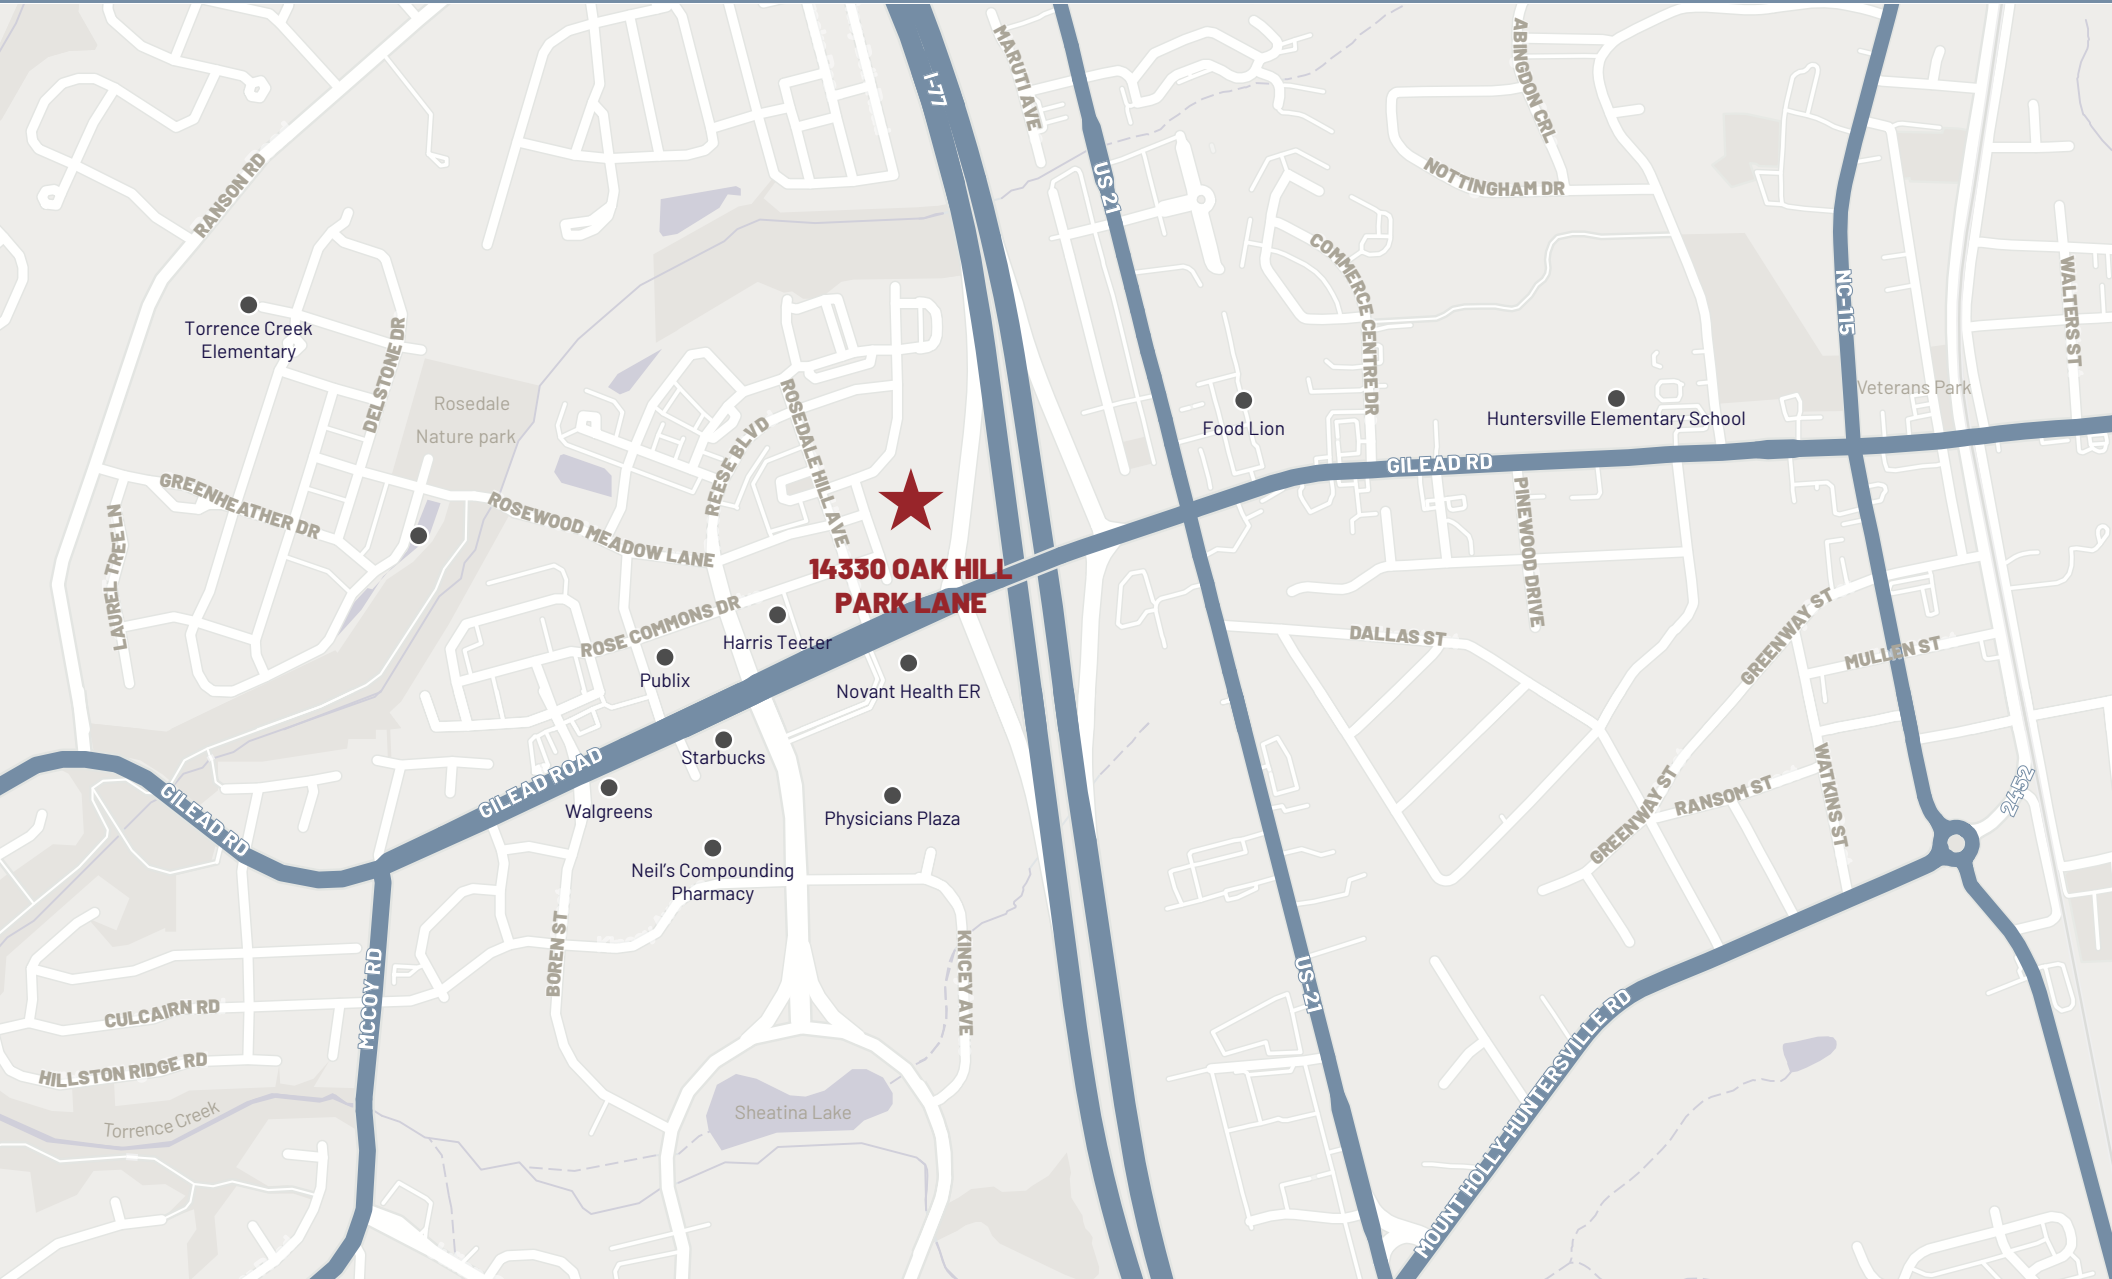 I-77
MARUTI AVE
US 21
ABINGDON CRL
NOTTINGHAM DR
RANSON RD
COMMERCE CENTRE DR
NC-115
WALTERS ST
Torrence Creek
Elementary
DELSTONE DR
Rosedale
Nature park
Veterans Park
Food Lion
Huntersville Elementary School
GILEAD RD
REESE BLVD
ROSEDALE HILL AVE
GREENHEATHER DR
LAUREL TREE LN
ROSEWOOD MEADOW LANE
PINEWOOD DRIVE
14330 OAK HILL
PARK LANE
ROSE COMMONS DR
Harris Teeter
Publix
Novant Health ER
DALLAS ST
GREENWAY ST
MULLEN ST
Starbucks
GILEAD ROAD
Walgreens
Physicians Plaza
GILEAD RD
Neil’s Compounding
Pharmacy
GREENWAY ST
RANSOM ST
WATKINS ST
2452
BOREN ST
KINCEY AVE
MCCOY RD
US-21
CULCAIRN RD
HILLSTON RIDGE RD
Torrence Creek
Sheatina Lake
MOUNT HOLLY-HUNTERSVILLE RD